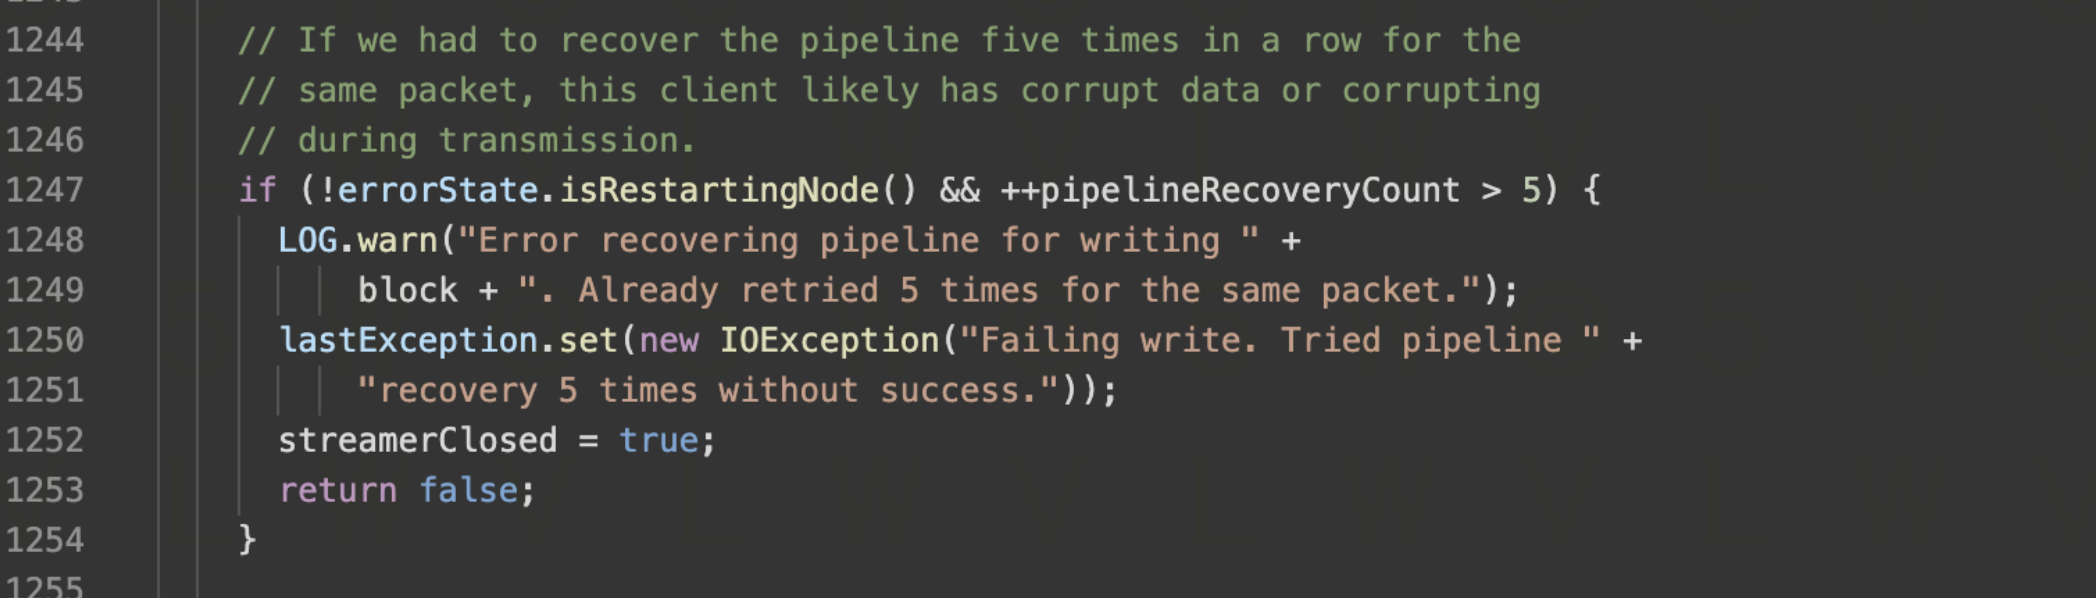 1244 // If we had to recover the pipeline five times in a row for the
1245 // same packet, this client likely has corrupt data or corrupting
1246 // during transmission.
1247 if (!errorState.isRestartingNode() && ++pipelineRecoveryCount > 5) {
1248 LOG.warn("Error recovering pipeline for writing " +
1249 block + ". Already retried 5 times for the same packet.");
1250 lastException.set(new IOException("Failing write. Tried pipeline " +
1251 "recovery 5 times without success."));
1252 streamerClosed = true;
1253 return false;
1254 }
1255